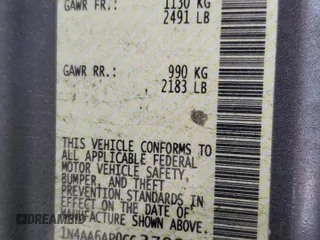 GAWR FR.: 1130 KG
2491 LB
GAWR RR.: 990 KG
2183 LB
THIS VEHICLE CONFORMS TO
ALL APPLICABLE FEDERAL
MOTOR VEHICLE SAFETY,
BUMPER, AND THEFT
PREVENTION STANDARDS IN
EFFECT ON THE DATE OF
MANUFACTURE SHOWN ABOVE.
DREAMBID